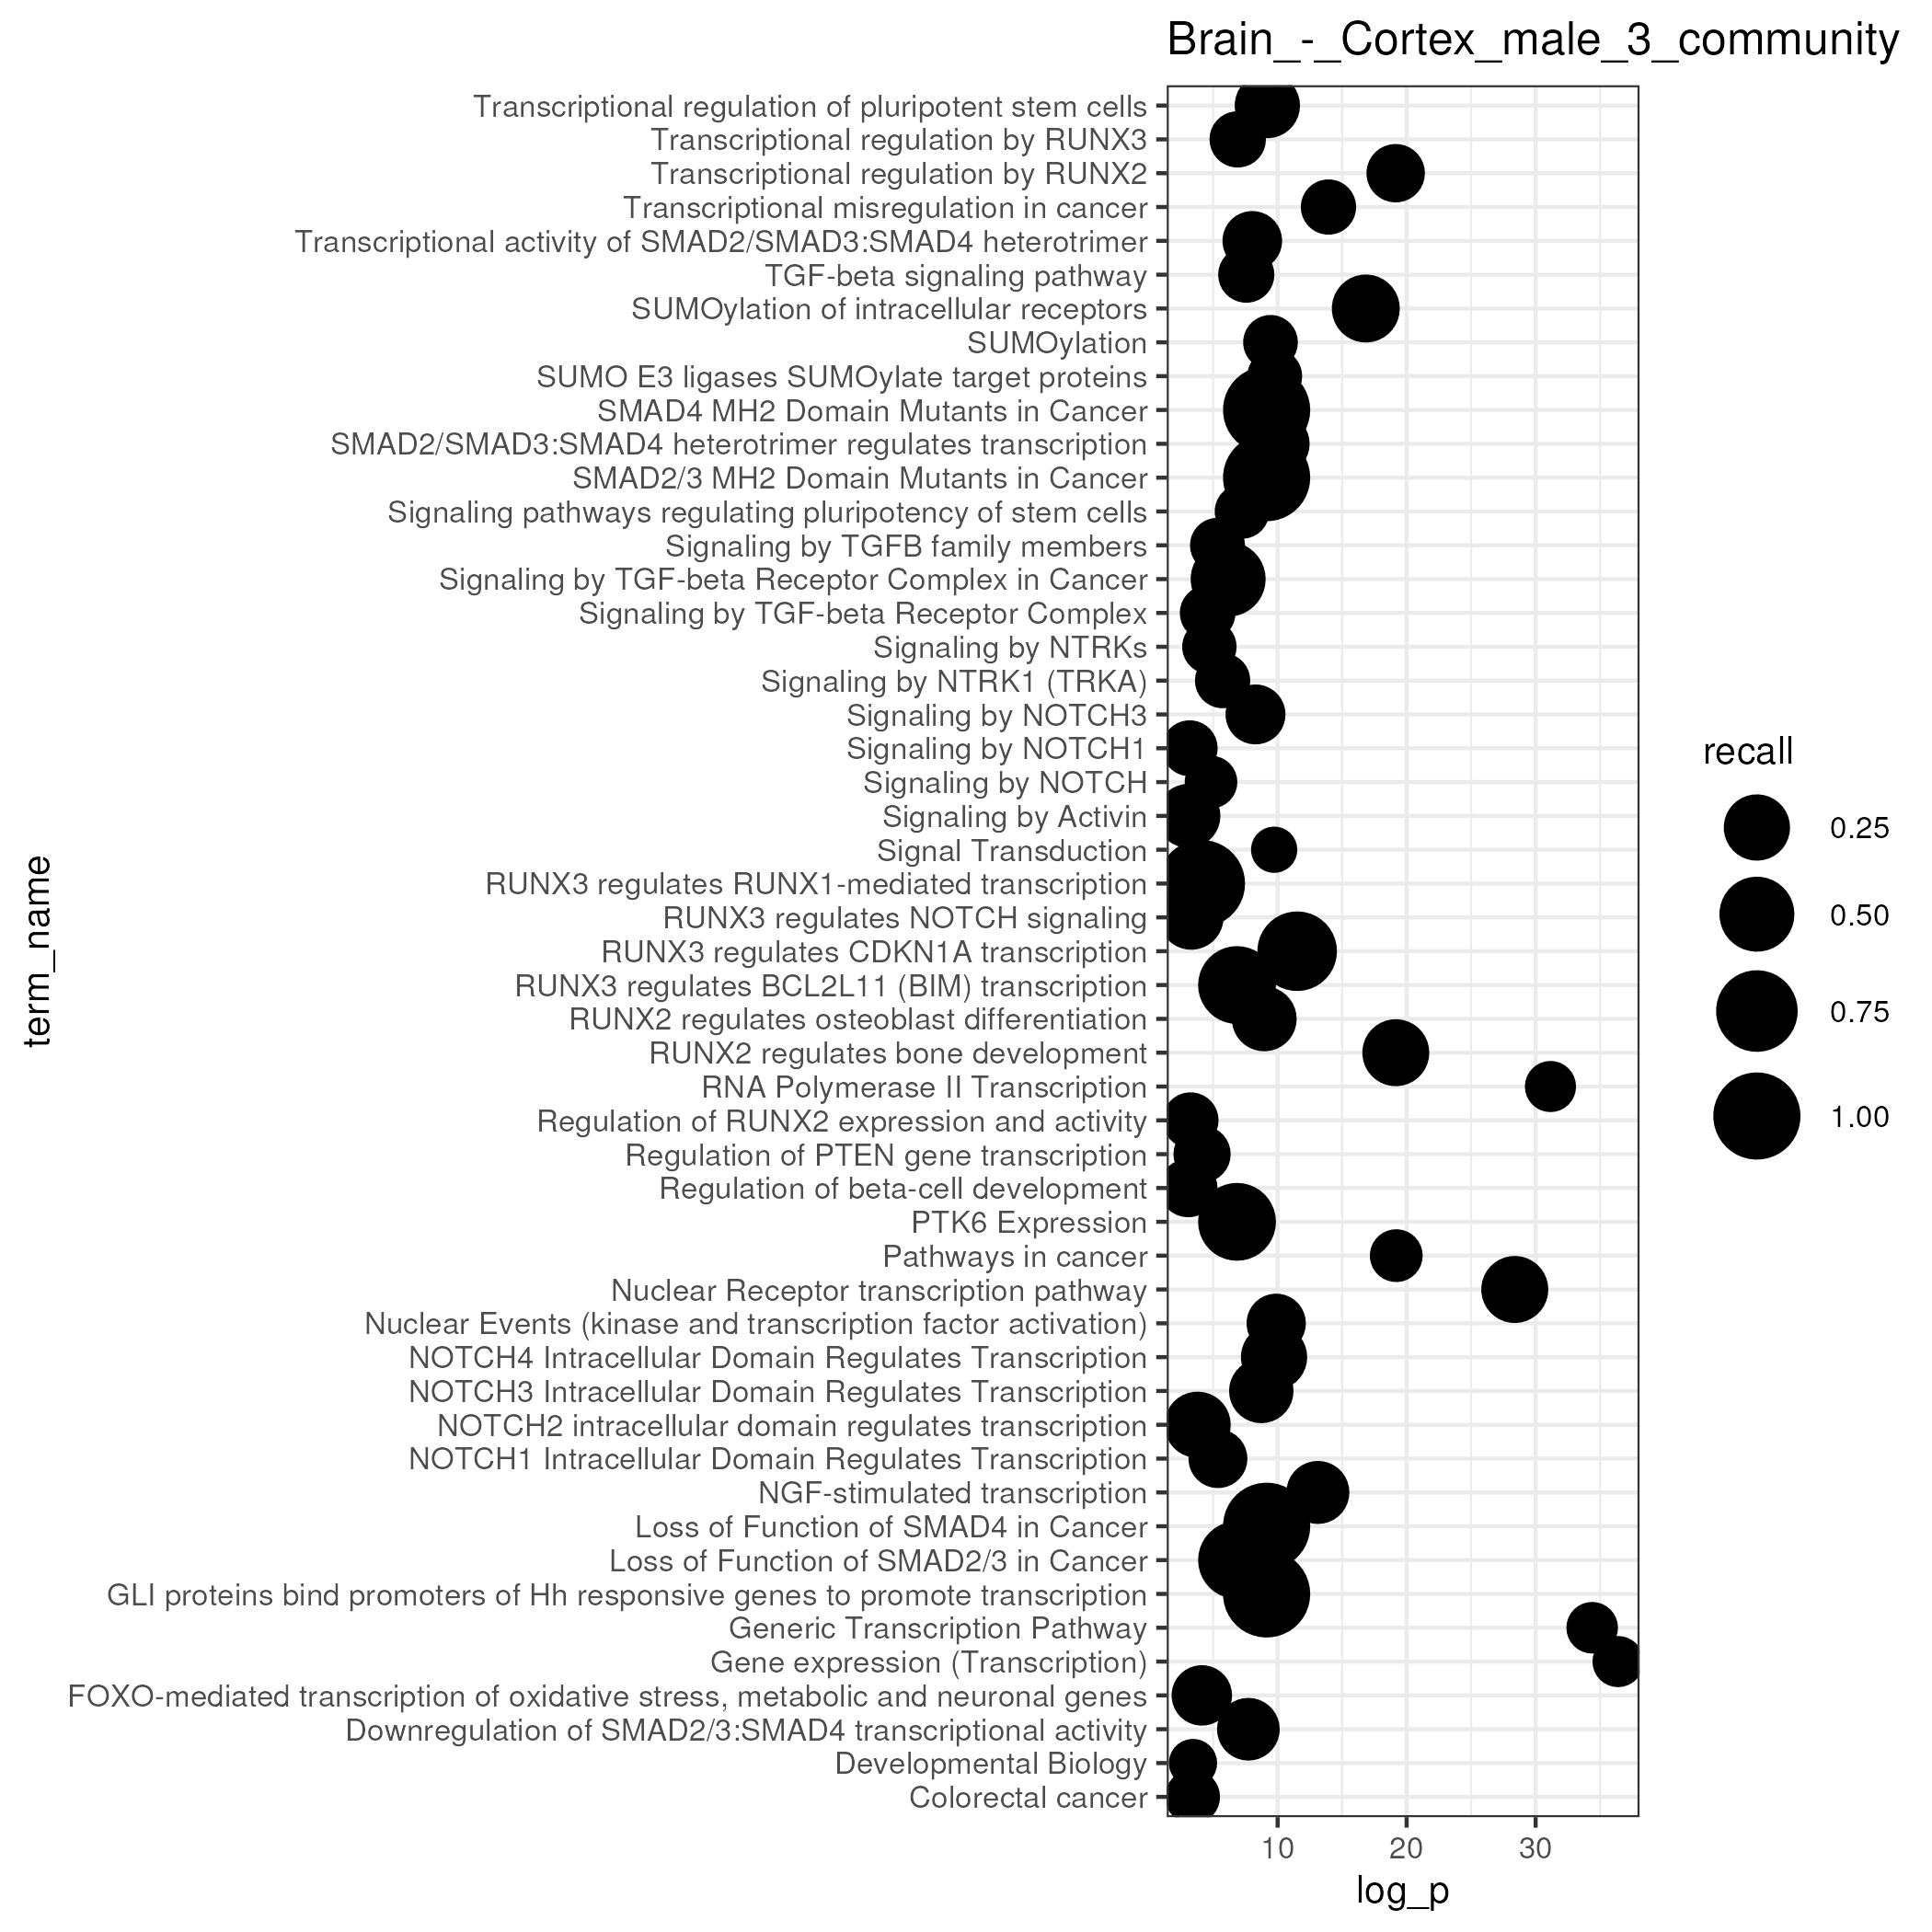 Brain_-_Cortex_male_3_community
Transcriptional regulation of pluripotent stem cells
Transcriptional regulation by RUNX3
Transcriptional regulation by RUNX2
Transcriptional misregulation in cancer
Transcriptional activity of SMAD2/SMAD3:SMAD4 heterotrimer
TGF-beta signaling pathway
SUMOylation of intracellular receptors
SUMOylation
SUMO E3 ligases SUMOylate target proteins
SMAD4 MH2 Domain Mutants in Cancer
SMAD2/SMAD3:SMAD4 heterotrimer regulates transcription
SMAD2/3 MH2 Domain Mutants in Cancer
Signaling pathways regulating pluripotency of stem cells
Signaling by TGFB family members
Signaling by TGF-beta Receptor Complex in Cancer
Signaling by TGF-beta Receptor Complex
Signaling by NTRKs
Signaling by NTRK1 (TRKA)
Signaling by NOTCH3
Signaling by NOTCH1
Signaling by NOTCH
Signaling by Activin
Signal Transduction
RUNX3 regulates RUNX1-mediated transcription
RUNX3 regulates NOTCH signaling
RUNX3 regulates CDKN1A transcription
RUNX3 regulates BCL2L11 (BIM) transcription
RUNX2 regulates osteoblast differentiation
RUNX2 regulates bone development
RNA Polymerase II Transcription
Regulation of RUNX2 expression and activity
Regulation of PTEN gene transcription
Regulation of beta-cell development
PTK6 Expression
Pathways in cancer
Nuclear Receptor transcription pathway
Nuclear Events (kinase and transcription factor activation)
NOTCH4 Intracellular Domain Regulates Transcription
NOTCH3 Intracellular Domain Regulates Transcription
NOTCH2 intracellular domain regulates transcription
NOTCH1 Intracellular Domain Regulates Transcription
NGF-stimulated transcription
Loss of Function of SMAD4 in Cancer
Loss of Function of SMAD2/3 in Cancer
GLI proteins bind promoters of Hh responsive genes to promote transcription
Generic Transcription Pathway
Gene expression (Transcription)
FOXO-mediated transcription of oxidative stress, metabolic and neuronal genes
Downregulation of SMAD2/3:SMAD4 transcriptional activity
Developmental Biology
Colorectal cancer
term_name
10 20 30
log_p
recall
0.25
0.50
0.75
1.00